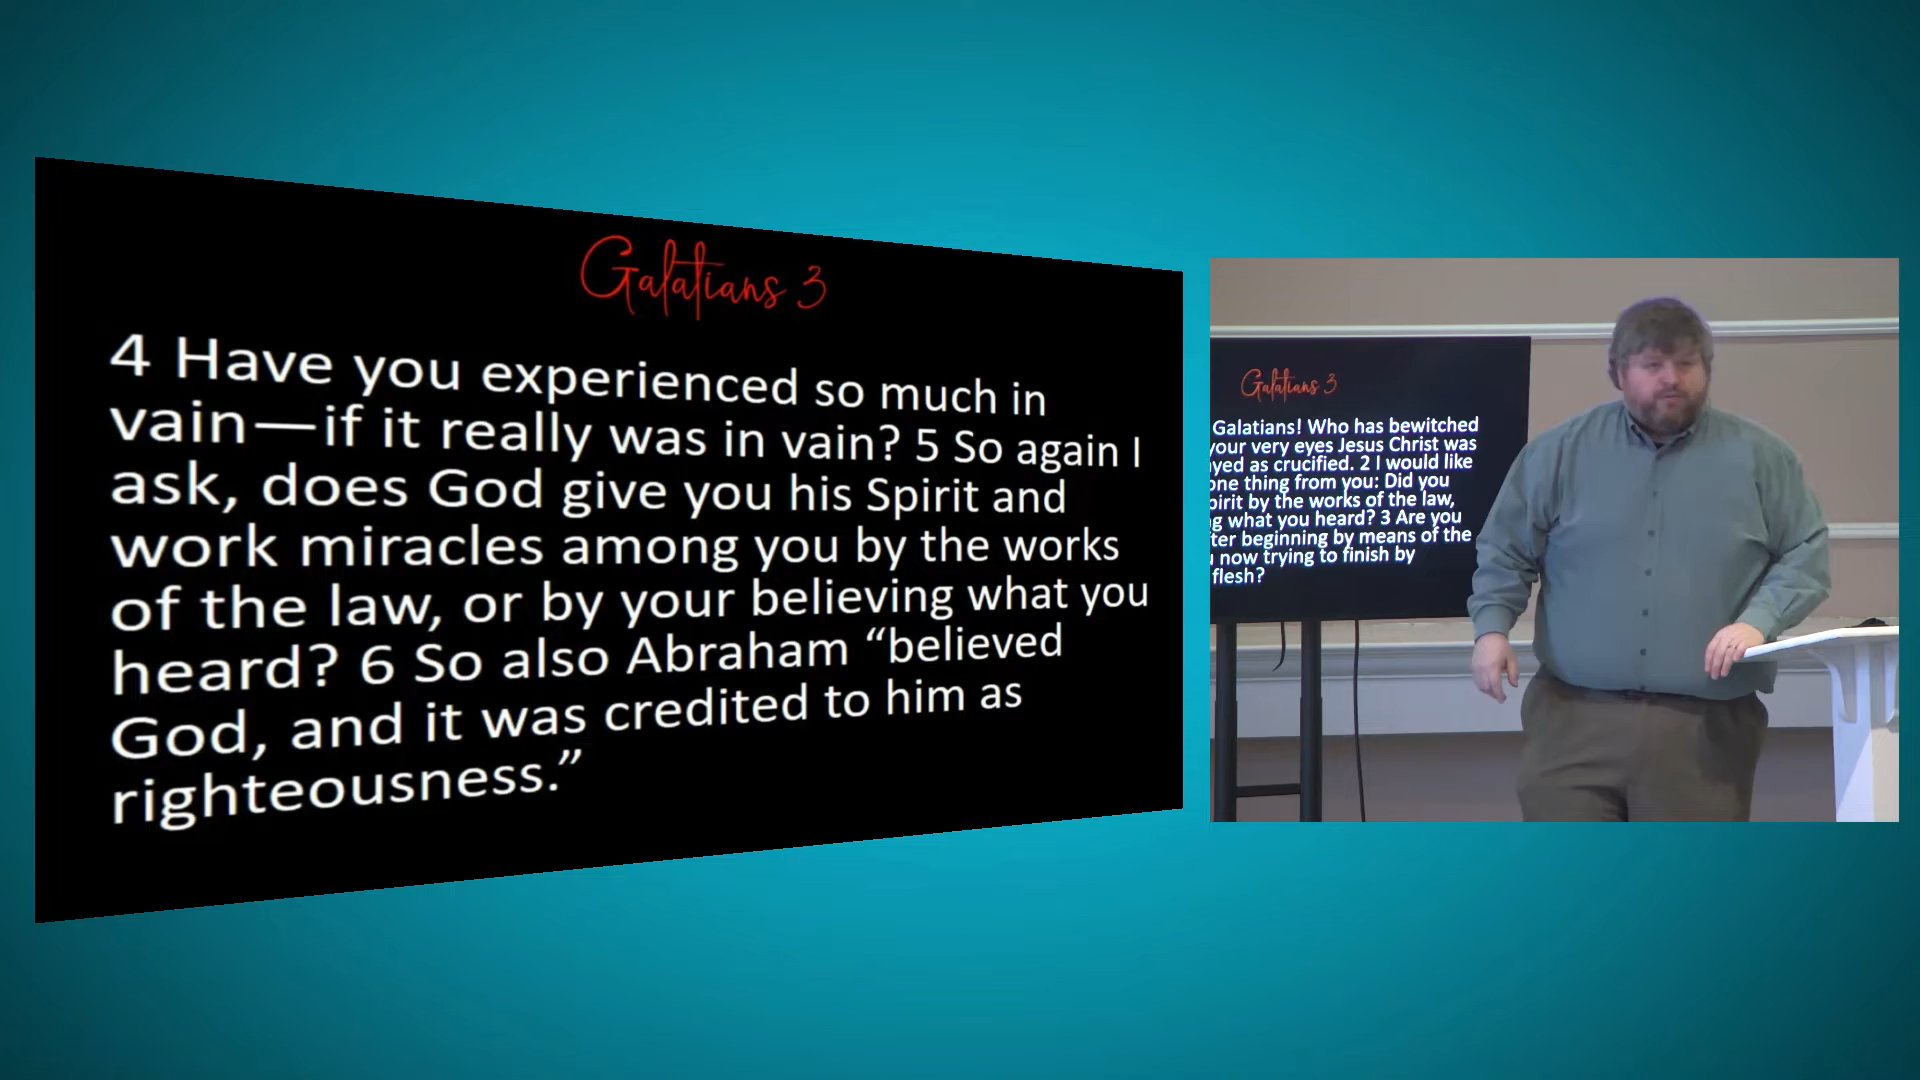 Galatians 3
4 Have you experienced so much in
vain—if it really was in vain? 5 So again I
ask, does God give you his Spirit and
work miracles among you by the works
of the law, or by your believing what you
heard? 6 So also Abraham “believed
God, and it was credited to him as
righteousness.”
Galatians 3
Galatians! Who has bewitched
your very eyes Jesus Christ was
as crucified. 2 I would like
one thing from you: Did you
by the works of the law,
what you heard? 3 Are you
beginning by means of the
now trying to finish by
flesh?